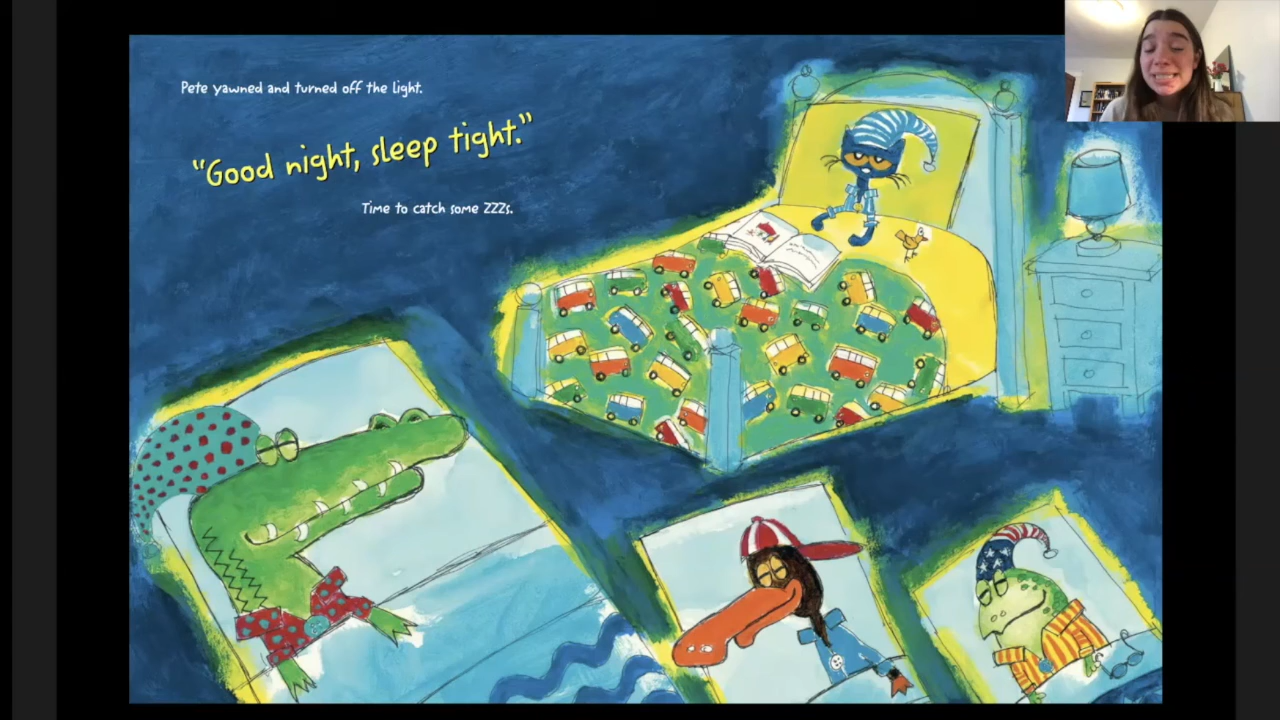 Pete yawned and turned off the light.
“Good night, sleep tight.”
Time to catch some ZZZs.